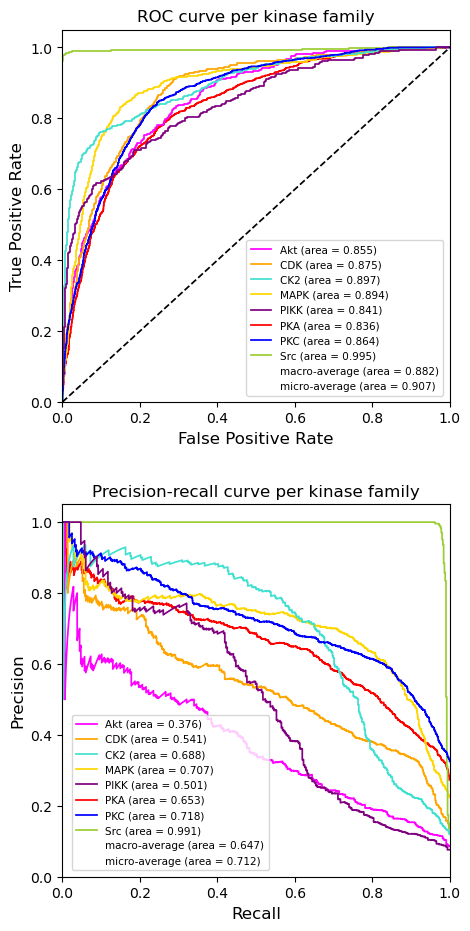 ROC curve per kinase family
1.0
0.8
0.6
0.4
0.2
0.0
True Positive Rate
Akt (area = 0.855)
CDK (area = 0.875)
CK2 (area = 0.897)
MAPK (area = 0.894)
PIKK (area = 0.841)
PKA (area = 0.836)
PKC (area = 0.864)
Src (area = 0.995)
macro-average (area = 0.882)
micro-average (area = 0.907)
0.0 0.2 0.4 0.6 0.8 1.0
False Positive Rate
Precision-recall curve per kinase family
1.0
0.8
0.6
0.4
0.2
0.0
Precision
Akt (area = 0.376)
CDK (area = 0.541)
CK2 (area = 0.688)
MAPK (area = 0.707)
PIKK (area = 0.501)
PKA (area = 0.653)
PKC (area = 0.718)
Src (area = 0.991)
macro-average (area = 0.647)
micro-average (area = 0.712)
0.0 0.2 0.4 0.6 0.8 1.0
Recall